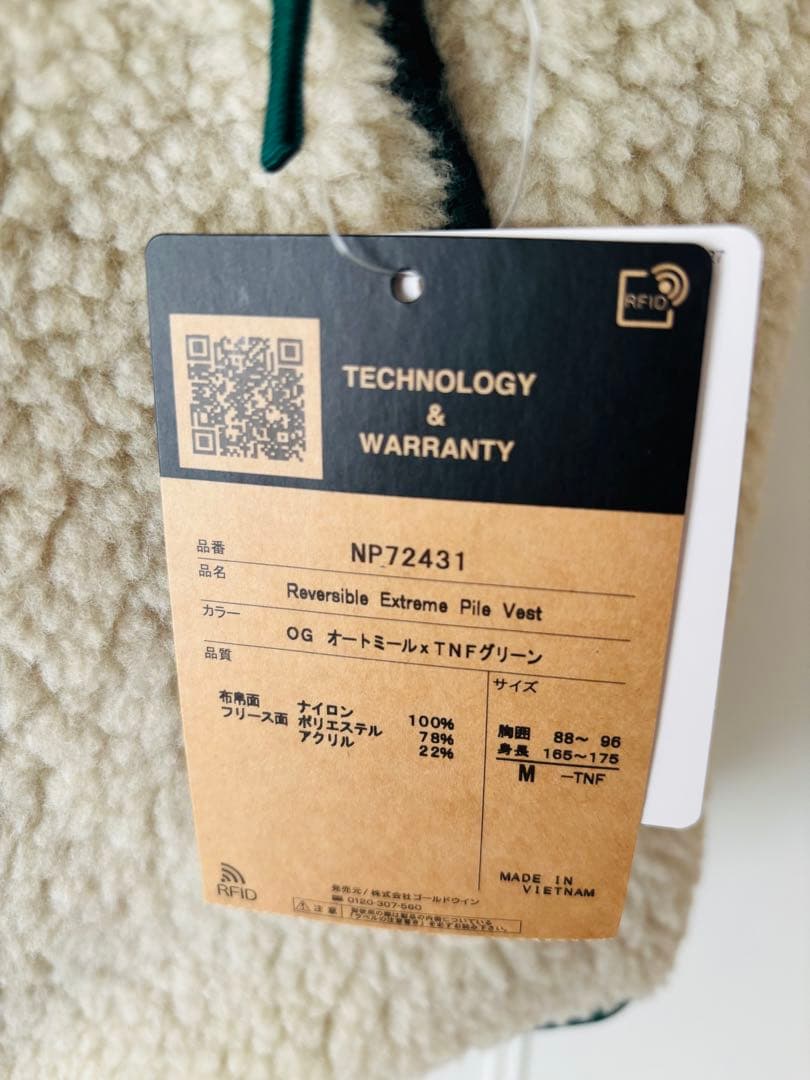 RFID
TECHNOLOGY
&
WARRANTY
品番 NP72431
品名 Reversible Extreme Pile Vest
カラー OG オートミール×TNFグリーン
品質
布帛面 ナイロン 100%
フリース面 ポリエステル 78%
アクリル 22%
サイズ
胸囲 88〜 96
身長 165〜175
M -TNF
MADE IN
VIETNAM
RFID
発売元/株式会社ゴールドウイン
0120-307-560
注意